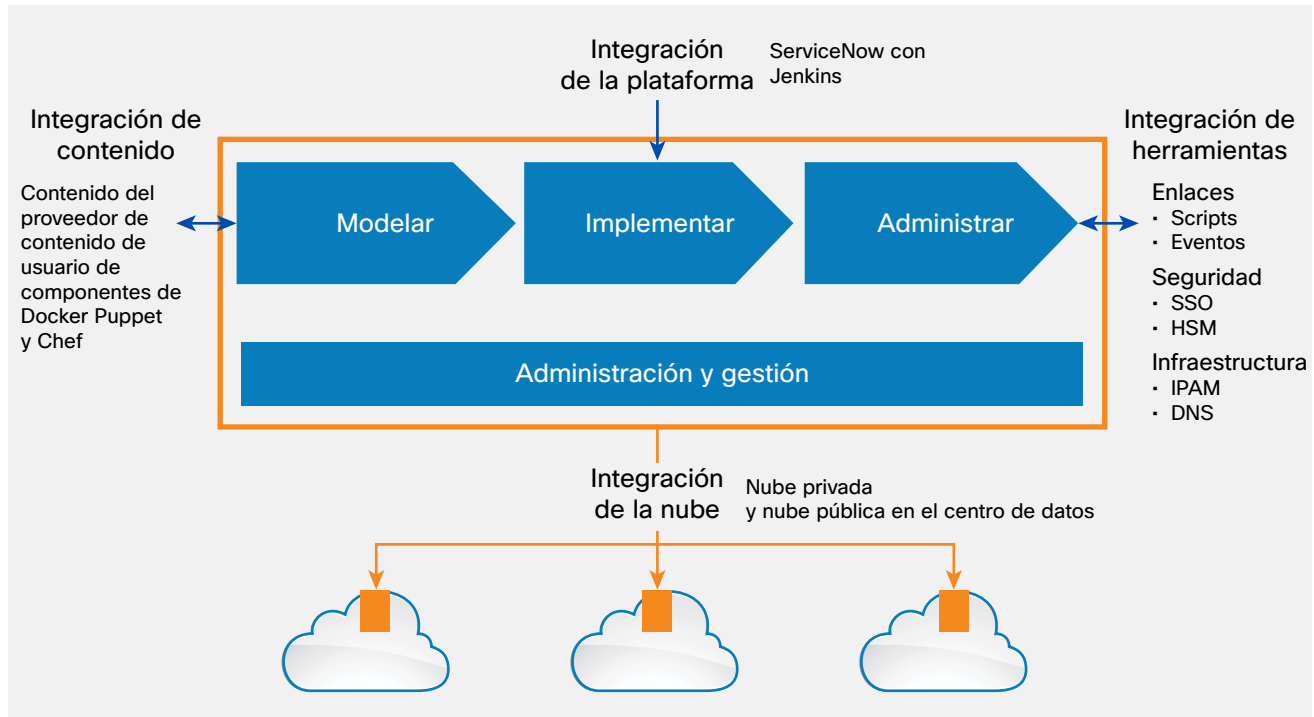 Integración
de la plataforma
ServiceNow con
Jenkins
Integración de
contenido
Contenido del
proveedor de
contenido de
usuario de
componentes de
Docker Puppet
y Chef
Modelar
Implementar
Administrar
Administración y gestión
Integración de
herramientas
Enlaces
· Scripts
· Eventos
Seguridad
· SSO
· HSM
Infraestructura
· IPAM
· DNS
Integración
de la nube
Nube privada
y nube pública en el centro de datos